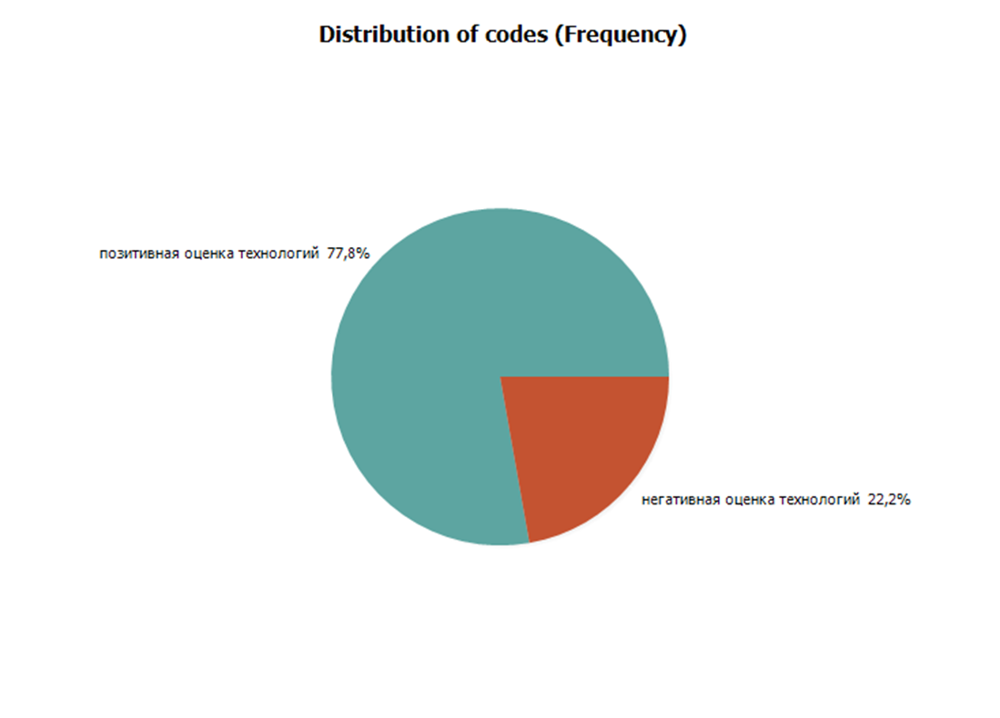 Distribution of codes (Frequency)
позитивная оценка технологий 77,8%
негативная оценка технологий 22,2%